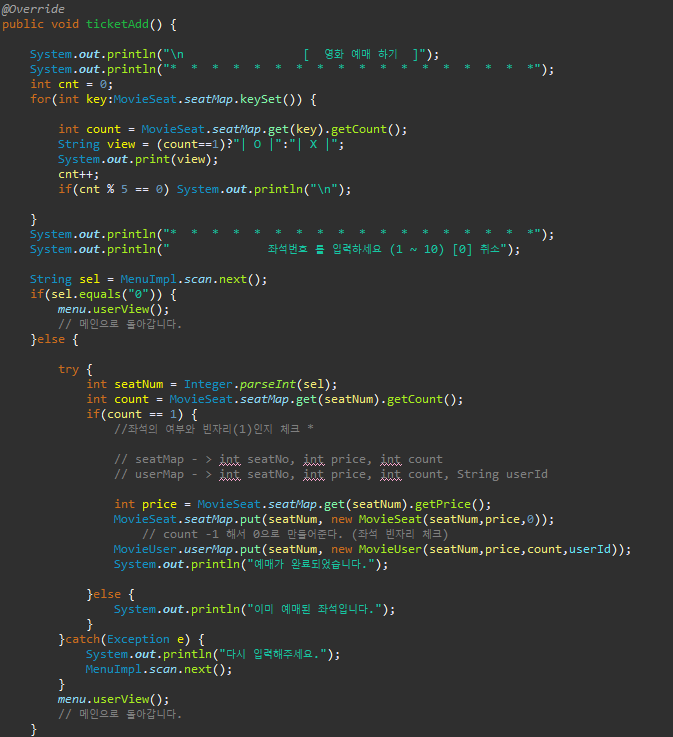 @Override
public void ticketAdd() {
System.out.println("\n                 [  영화 예매 하기  ]");
System.out.println("*  *  *  *  *  *  *  *  *  *  *  *  *  *  *  *  *  *");
int cnt = 0;
for(int key:MovieSeat.seatMap.keySet()) {
int count = MovieSeat.seatMap.get(key).getCount();
String view = (count==1)?"| O |":"| X |";
System.out.print(view);
cnt++;
if(cnt % 5 == 0) System.out.println("\n");
}
System.out.println("*  *  *  *  *  *  *  *  *  *  *  *  *  *  *  *  *  *");
System.out.println("              좌석번호 를 입력하세요 (1 ~ 10) [0] 취소");
String sel = MenuImpl.scan.next();
if(sel.equals("0")) {
menu.userView();
// 메인으로 돌아갑니다.
}else {
try {
int seatNum = Integer.parseInt(sel);
int count = MovieSeat.seatMap.get(seatNum).getCount();
if(count == 1) {
//좌석의 여부와 빈자리(1)인지 체크 *
// seatMap - > int seatNo, int price, int count
// userMap - > int seatNo, int price, int count, String userId
int price = MovieSeat.seatMap.get(seatNum).getPrice();
MovieSeat.seatMap.put(seatNum, new MovieSeat(seatNum,price,0));
// count -1 해서 0으로 만들어준다. (좌석 빈자리 체크)
MovieUser.userMap.put(seatNum, new MovieUser(seatNum,price,count,userId));
System.out.println("예매가 완료되었습니다.");
}else {
System.out.println("이미 예매된 좌석입니다.");
}
}catch(Exception e) {
System.out.println("다시 입력해주세요.");
MenuImpl.scan.next();
}
menu.userView();
// 메인으로 돌아갑니다.
}